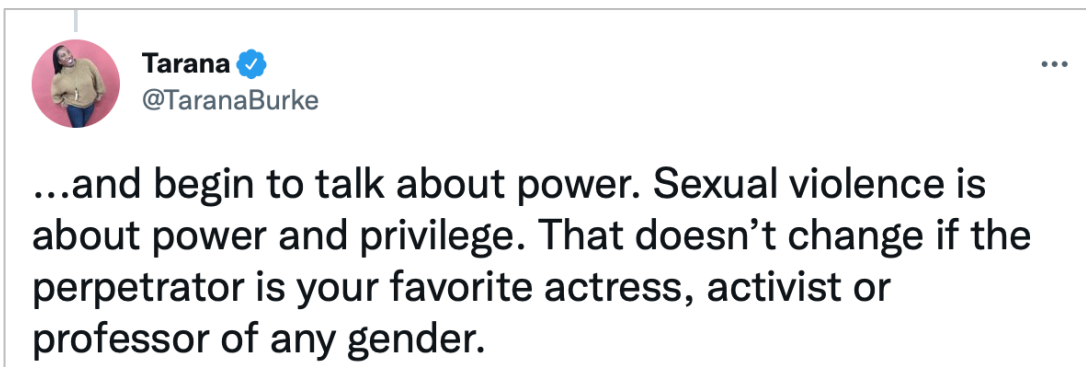 Tarana
@TaranaBurke
...and begin to talk about power. Sexual violence is
about power and privilege. That doesn’t change if the
perpetrator is your favorite actress, activist or
professor of any gender.